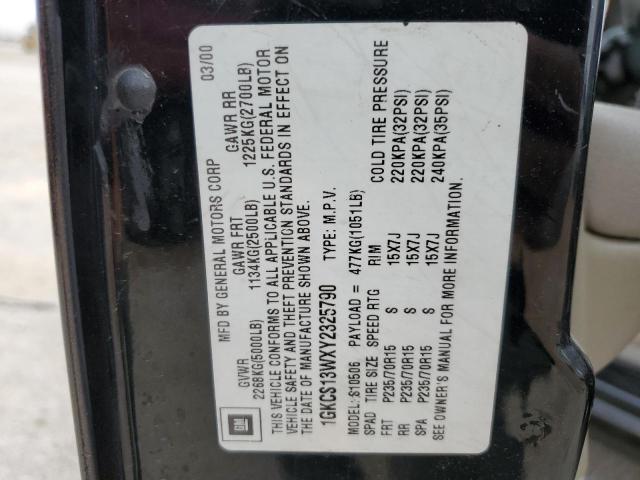 MFD BY GENERAL MOTORS CORP 03/00
GVWR GAWR FRT GAWR RR
2268KG(5000LB) 1134KG(2500LB) 1225KG(2700LB)
THIS VEHICLE CONFORMS TO ALL APPLICABLE U.S. FEDERAL MOTOR
VEHICLE SAFETY AND THEFT PREVENTION STANDARDS IN EFFECT ON
THE DATE OF MANUFACTURE SHOWN ABOVE.
1GKCS13WXY2325790 TYPE: M.P.V.
MODEL: S10506 PAYLOAD = 477KG(1051LB)
SPAD TIRE SIZE SPEED RTG RIM COLD TIRE PRESSURE
FRT P235/70R15 S 15X7J 220KPA(32PSI)
RR P235/70R15 S 15X7J 220KPA(32PSI)
SPA P235/70R15 S 15X7J 240KPA(35PSI)
SEE OWNER'S MANUAL FOR MORE INFORMATION.
GM